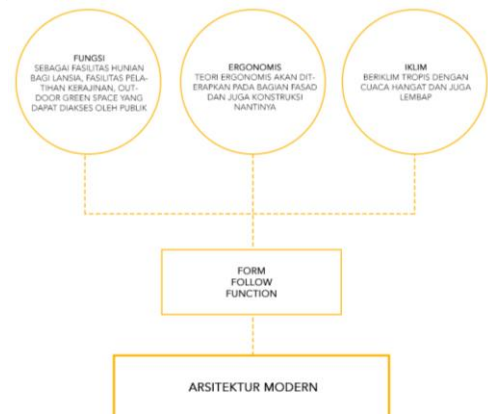 FUNGSI
SEBAGAI FASILITAS HUNIAN
BAGI LANSIA, FASILITAS PELA-
TIHAN KERAJINAN, OUT-
DOOR GREEN SPACE YANG
DAPAT DIAKSES OLEH PUBLIK
ERGONOMIS
TEORI ERGONOMIS AKAN DIT-
ERAPKAN PADA BAGIAN FASAD
DAN JUGA KONSTRUKSI
NANTINYA
IKLIM
BERIKLIM TROPIS DENGAN
CUACA HANGAT DAN JUGA
LEMBAP
FORM
FOLLOW
FUNCTION
ARSITEKTUR MODERN